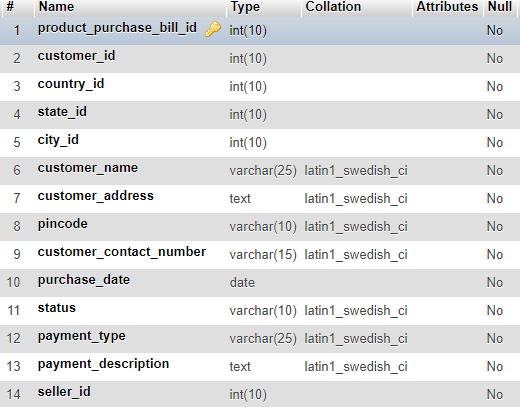 # Name Type Collation Attributes Null
1 product_purchase_bill_id int(10) No
2 customer_id int(10) No
3 country_id int(10) No
4 state_id int(10) No
5 city_id int(10) No
6 customer_name varchar(25) latin1_swedish_ci No
7 customer_address text latin1_swedish_ci No
8 pincode varchar(10) latin1_swedish_ci No
9 customer_contact_number varchar(15) latin1_swedish_ci No
10 purchase_date date No
11 status varchar(10) latin1_swedish_ci No
12 payment_type varchar(25) latin1_swedish_ci No
13 payment_description text latin1_swedish_ci No
14 seller_id int(10) No